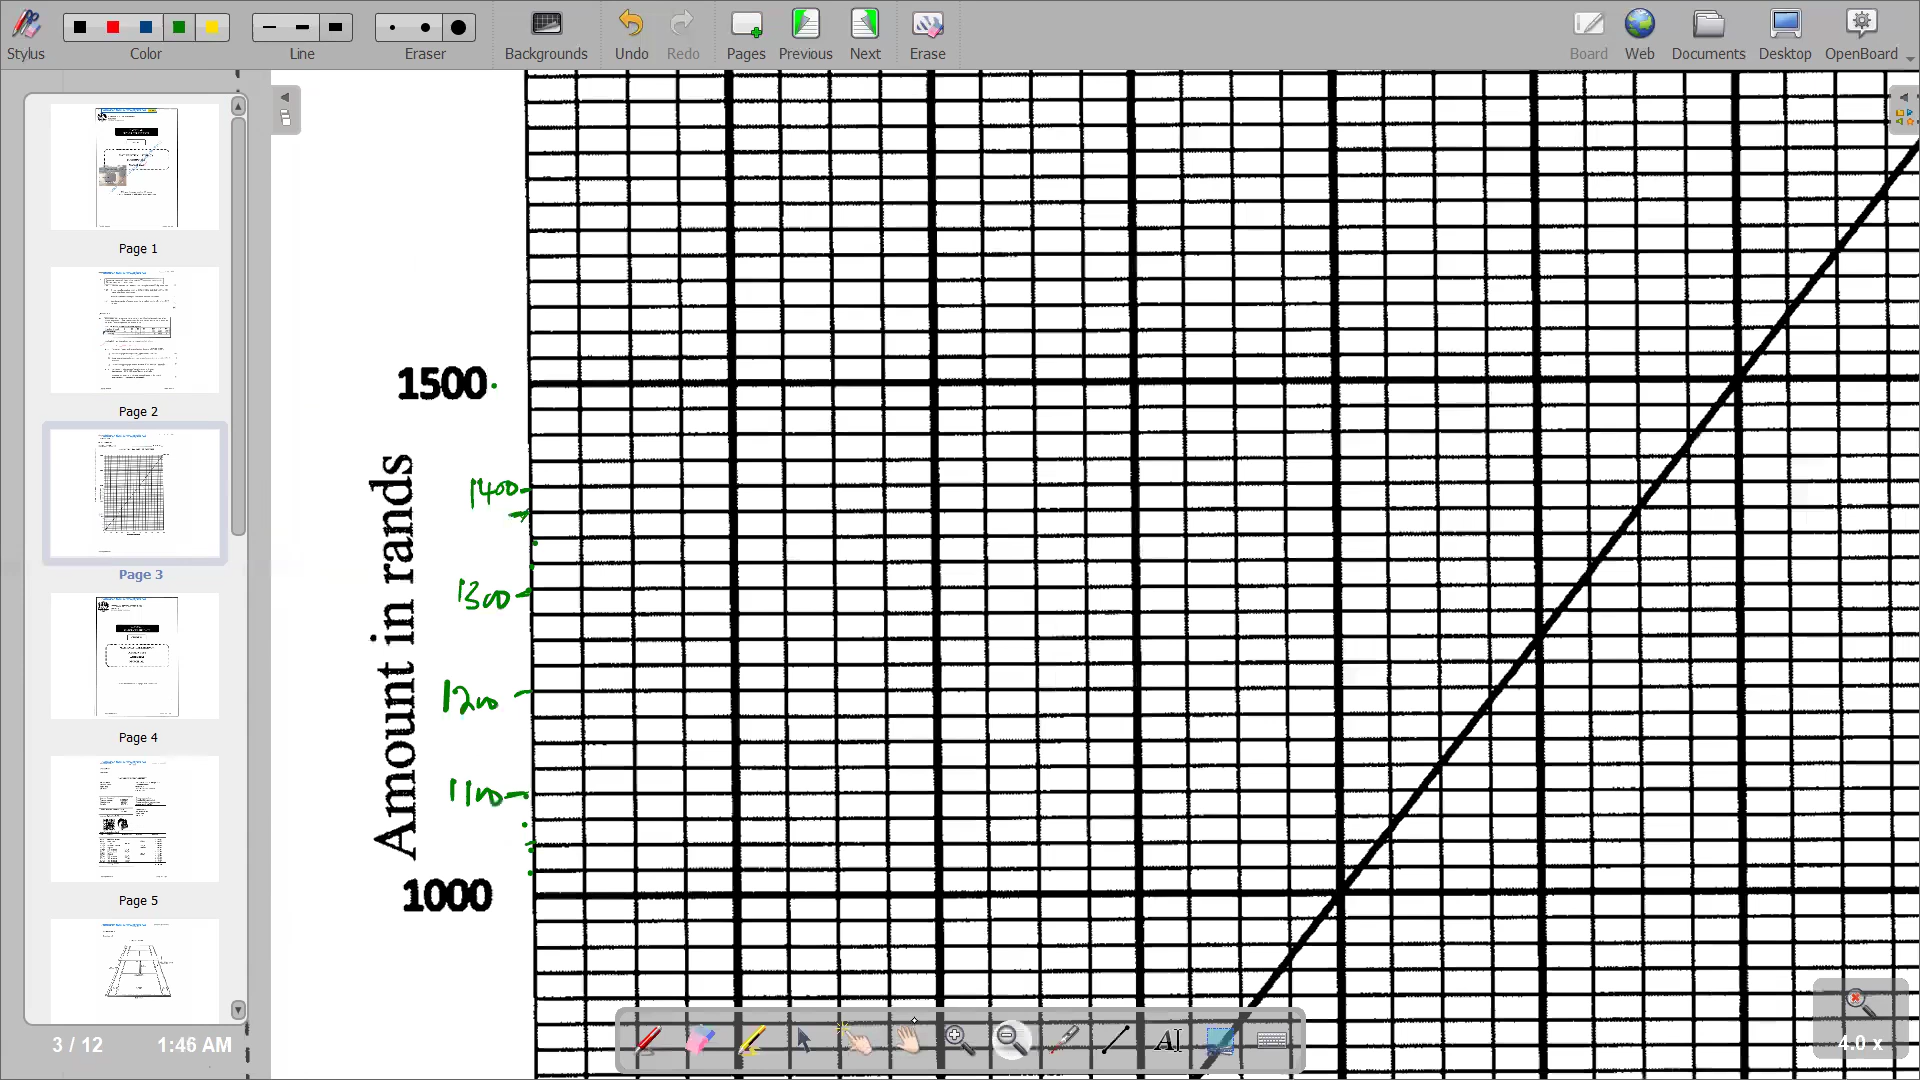 Stylus
Color
Line
Eraser
Backgrounds
Undo
Redo
Pages
Previous
Next
Erase
Board
Web
Documents
Desktop
OpenBoard
Page 1
Page 2
Page 3
Page 4
Page 5
3 / 12
1:46 AM
Amount in rands
1500
1400
1300
1200
1100
1000
4.0 x